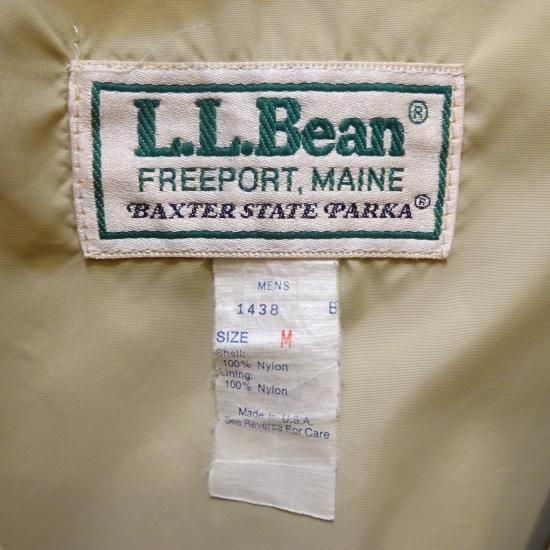 L.L.Bean®
FREEPORT, MAINE
BAXTER STATE PARKA®
MENS
1438 B
SIZE M
Shell:
100% Nylon
Lining:
100% Nylon
Made in U.S.A.
See Reverse For Care